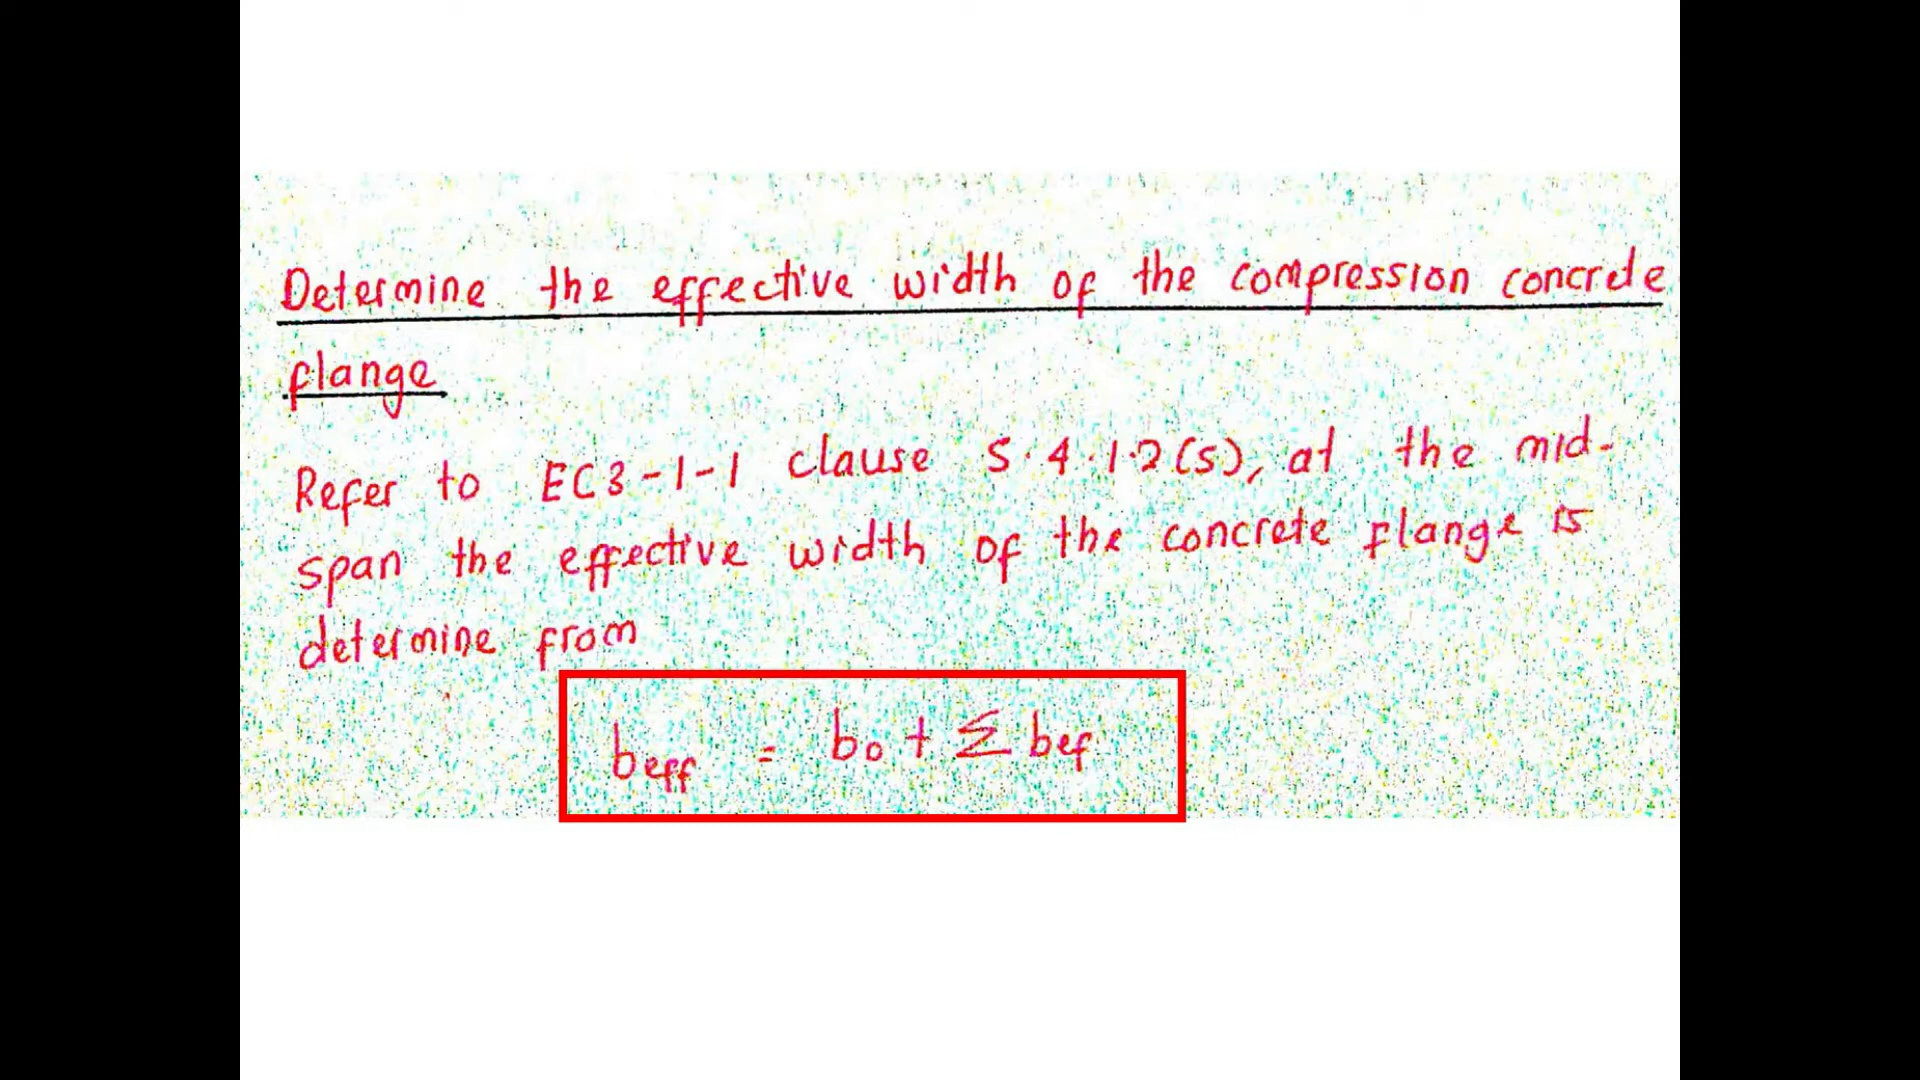 Determine the effective width of the compression concrete
flange
Refer to EC3-1-1 clause 5.4.1.2(5), at the mid-
span the effective width of the concrete flange is
determine from
beff = b0 + Σ bef